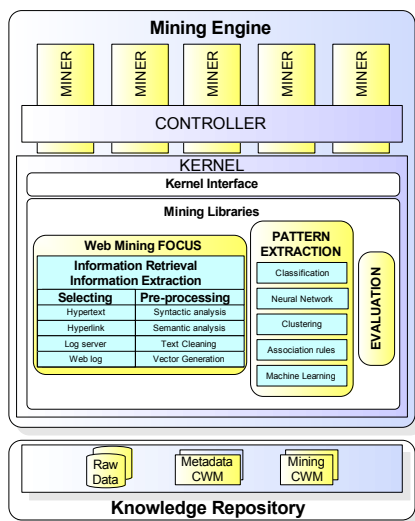 Mining Engine
MINER
MINER
MINER
MINER
MINER
CONTROLLER
KERNEL
Kernel Interface
Mining Libraries
Web Mining FOCUS
Information Retrieval
Information Extraction
Selecting Pre-processing
Hypertext Syntactic analysis
Hyperlink Semantic analysis
Log server Text Cleaning
Web log Vector Generation
PATTERN
EXTRACTION
Classification
Neural Network
Clustering
Association rules
Machine Learning
EVALUATION
Raw
Data
Metadata
CWM
Mining
CWM
Knowledge Repository